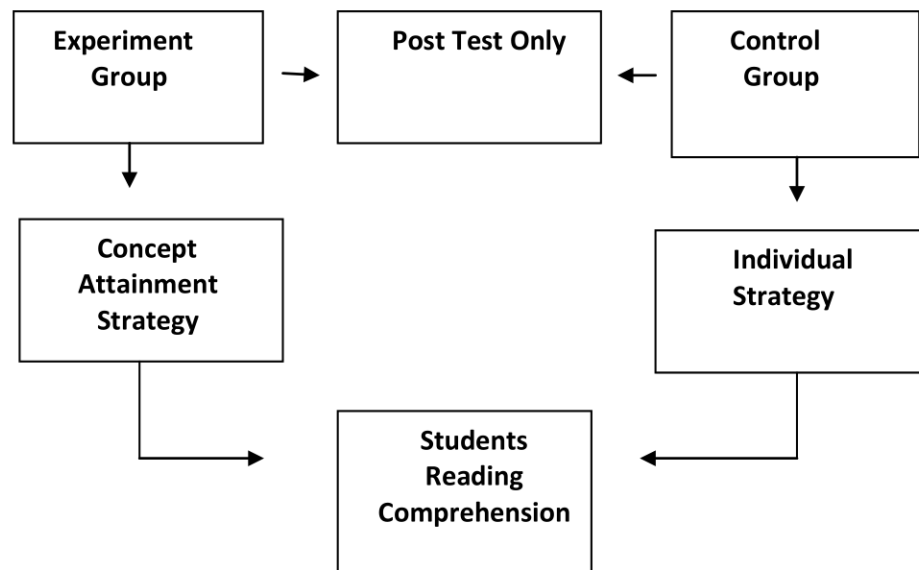 Experiment
Group
Post Test Only
Control
Group
Concept
Attainment
Strategy
Individual
Strategy
Students
Reading
Comprehension